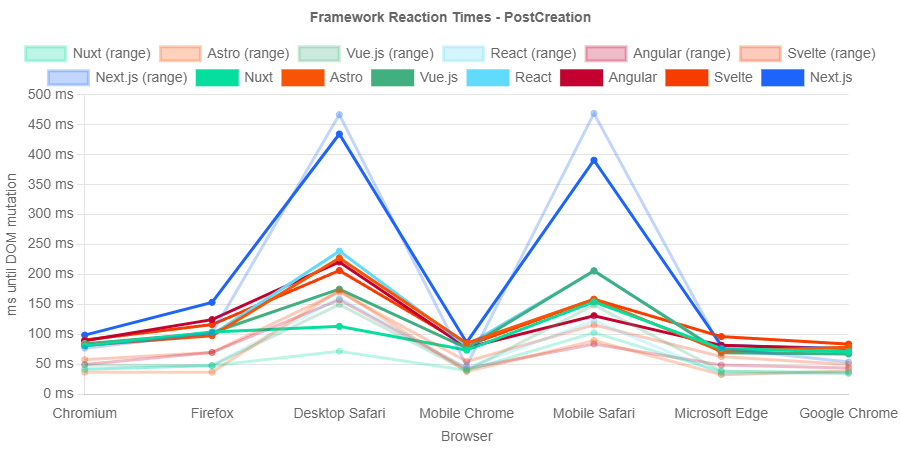 Framework Reaction Times - PostCreation
Nuxt (range) Astro (range) Vue.js (range) React (range) Angular (range) Svelte (range)
Next.js (range) Nuxt Astro Vue.js React Angular Svelte Next.js
500 ms
450 ms
400 ms
350 ms
300 ms
250 ms
200 ms
150 ms
100 ms
50 ms
0 ms
ms until DOM mutation
Chromium Firefox Desktop Safari Mobile Chrome Mobile Safari Microsoft Edge Google Chrome
Browser